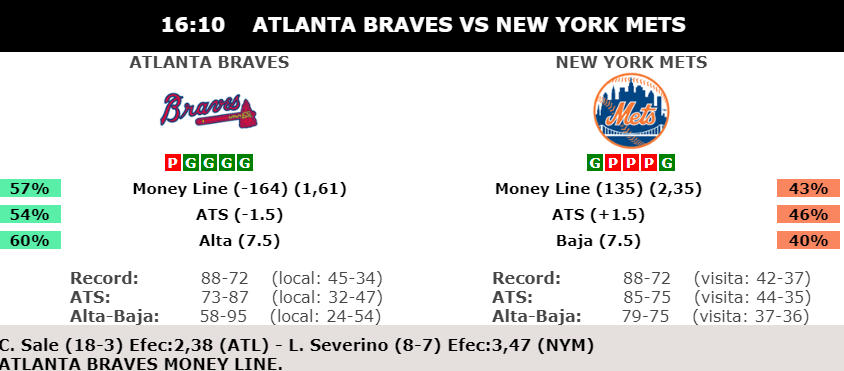 16:10 ATLANTA BRAVES VS NEW YORK METS
ATLANTA BRAVES NEW YORK METS
Braves Mets
P G G G G G P P P G
57% Money Line (-164) (1,61) Money Line (135) (2,35) 43%
54% ATS (-1.5) ATS (+1.5) 46%
60% Alta (7.5) Baja (7.5) 40%
Record: 88-72 (local: 45-34) Record: 88-72 (visita: 42-37)
ATS: 73-87 (local: 32-47) ATS: 85-75 (visita: 44-35)
Alta-Baja: 58-95 (local: 24-54) Alta-Baja: 79-75 (visita: 37-36)
C. Sale (18-3) Efec:2,38 (ATL) - L. Severino (8-7) Efec:3,47 (NYM)
ATLANTA BRAVES MONEY LINE.